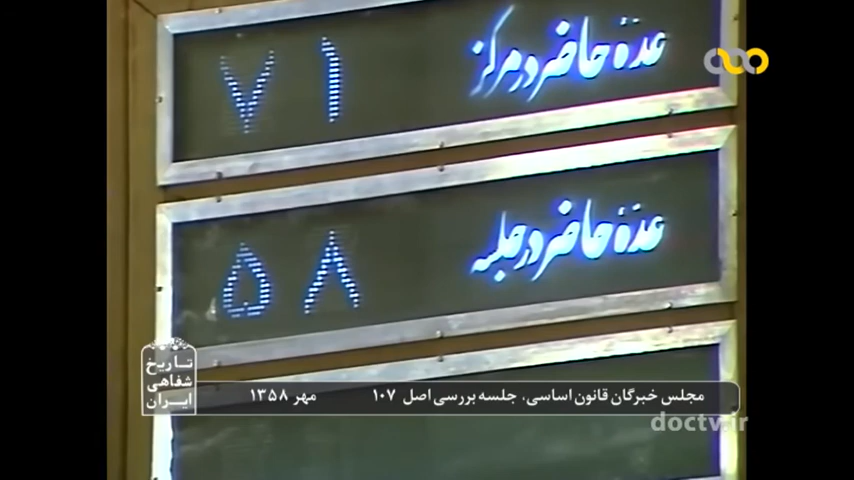 عدهٔ حاضر در مرکز ۷۱
عدهٔ حاضر در جلسه ۵۸
تاریخ
شفاهی
ایران
مجلس خبرگان قانون اساسی، جلسه بررسی اصل ۱۰۷ مهر ۱۳۵۸
doctv.ir